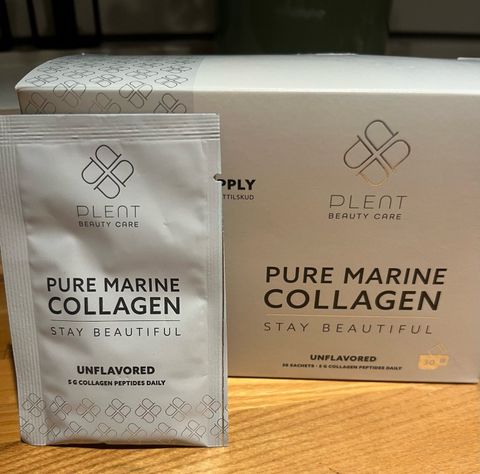 PLENT
BEAUTY CARE
PURE MARINE
COLLAGEN
STAY BEAUTIFUL
UNFLAVORED
5 G COLLAGEN PEPTIDES DAILY
PPLY
TTILSKUD
PLENT
BEAUTY CARE
PURE MARINE
COLLAGEN
STAY BEAUTIFUL
UNFLAVORED
30 SACHETS · 5 G COLLAGEN PEPTIDES DAILY
30